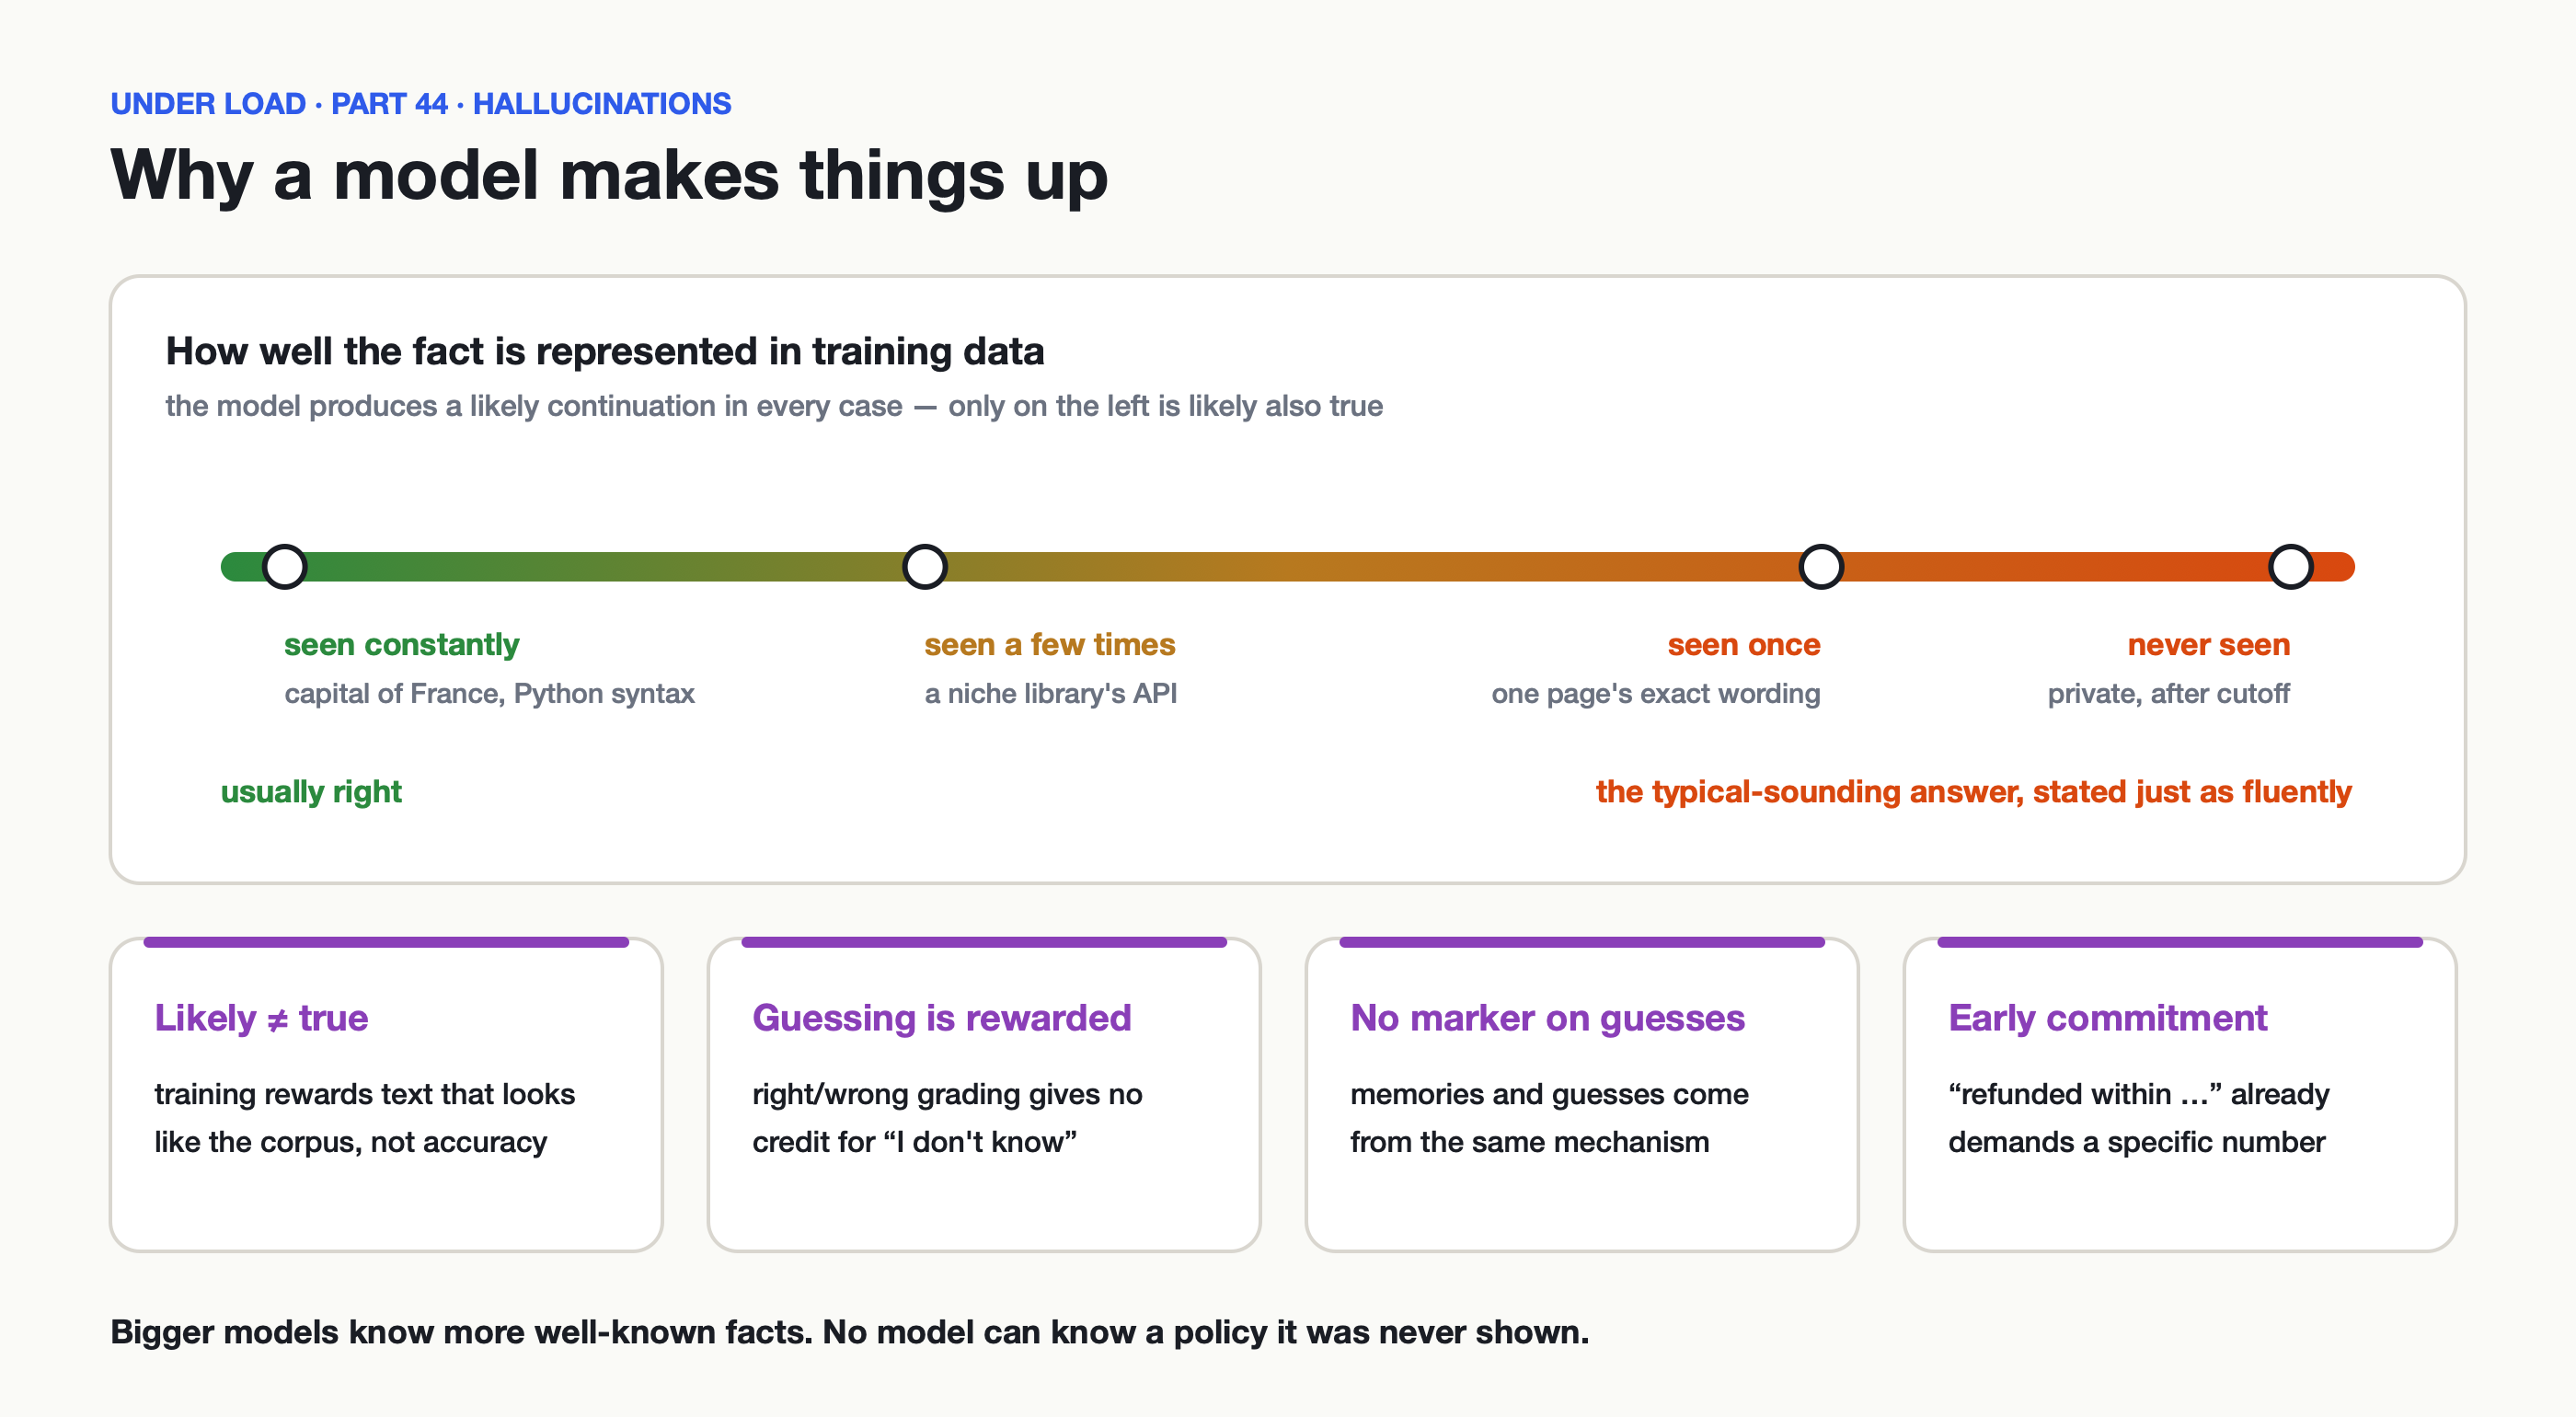 UNDER LOAD · PART 44 · HALLUCINATIONS
Why a model makes things up
How well the fact is represented in training data
the model produces a likely continuation in every case — only on the left is likely also true
seen constantly
capital of France, Python syntax
seen a few times
a niche library's API
seen once
one page's exact wording
never seen
private, after cutoff
usually right
the typical-sounding answer, stated just as fluently
Likely ≠ true
training rewards text that looks
like the corpus, not accuracy
Guessing is rewarded
right/wrong grading gives no
credit for “I don't know”
No marker on guesses
memories and guesses come
from the same mechanism
Early commitment
“refunded within …” already
demands a specific number
Bigger models know more well-known facts. No model can know a policy it was never shown.